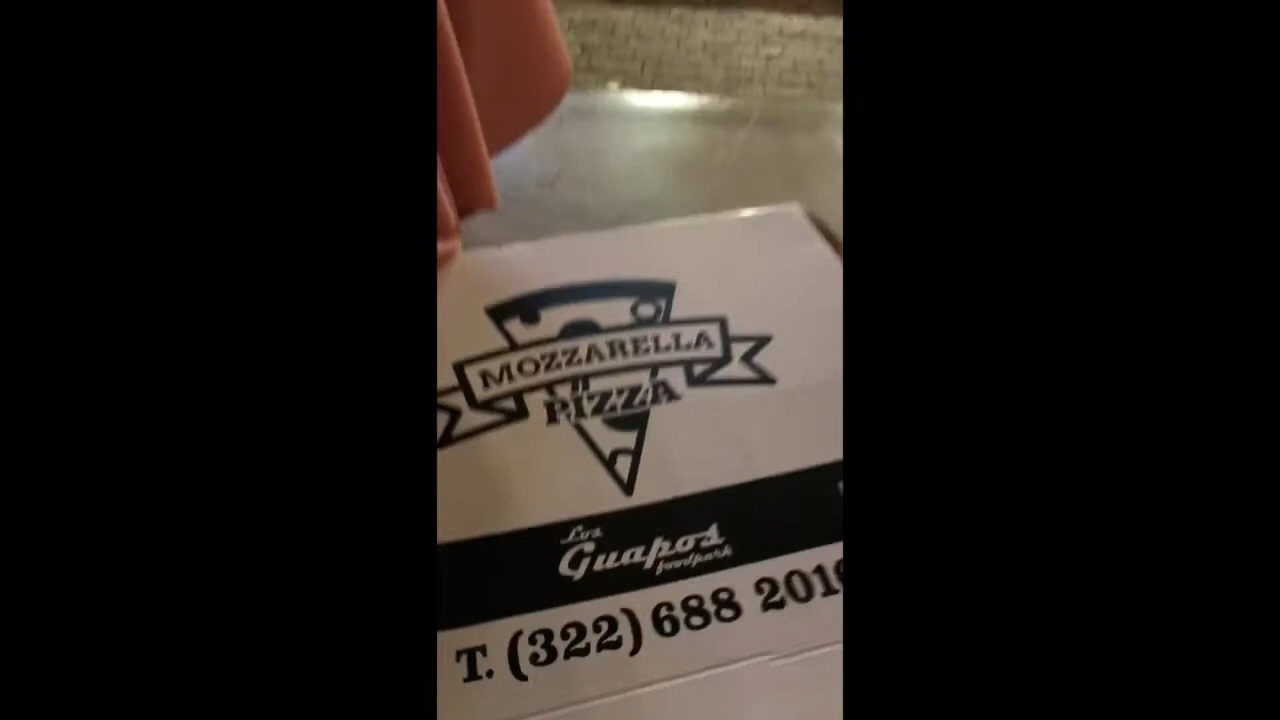 MOZZARELLA
PIZZA
Los
Guapos
foodpark
T. (322) 688 201